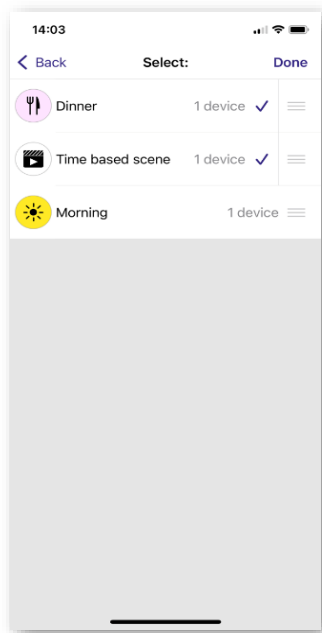 14:03
Back Select: Done
Dinner 1 device
Time based scene 1 device
Morning 1 device